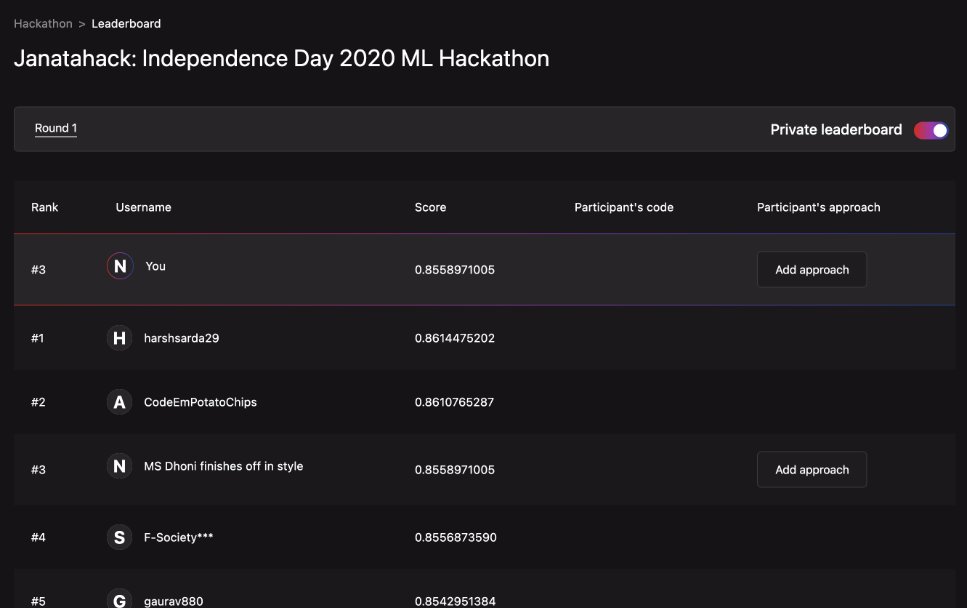 Hackathon > Leaderboard
Janatahack: Independence Day 2020 ML Hackathon
Round 1 Private leaderboard
Rank Username Score Participant's code Participant's approach
#3 N You 0.8558971005 Add approach
#1 H harshsarda29 0.8614475202
#2 A CodeEmPotatoChips 0.8610765287
#3 N MS Dhoni finishes off in style 0.8558971005 Add approach
#4 S F-Society*** 0.8556873590
#5 G gaurav880 0.8542951384